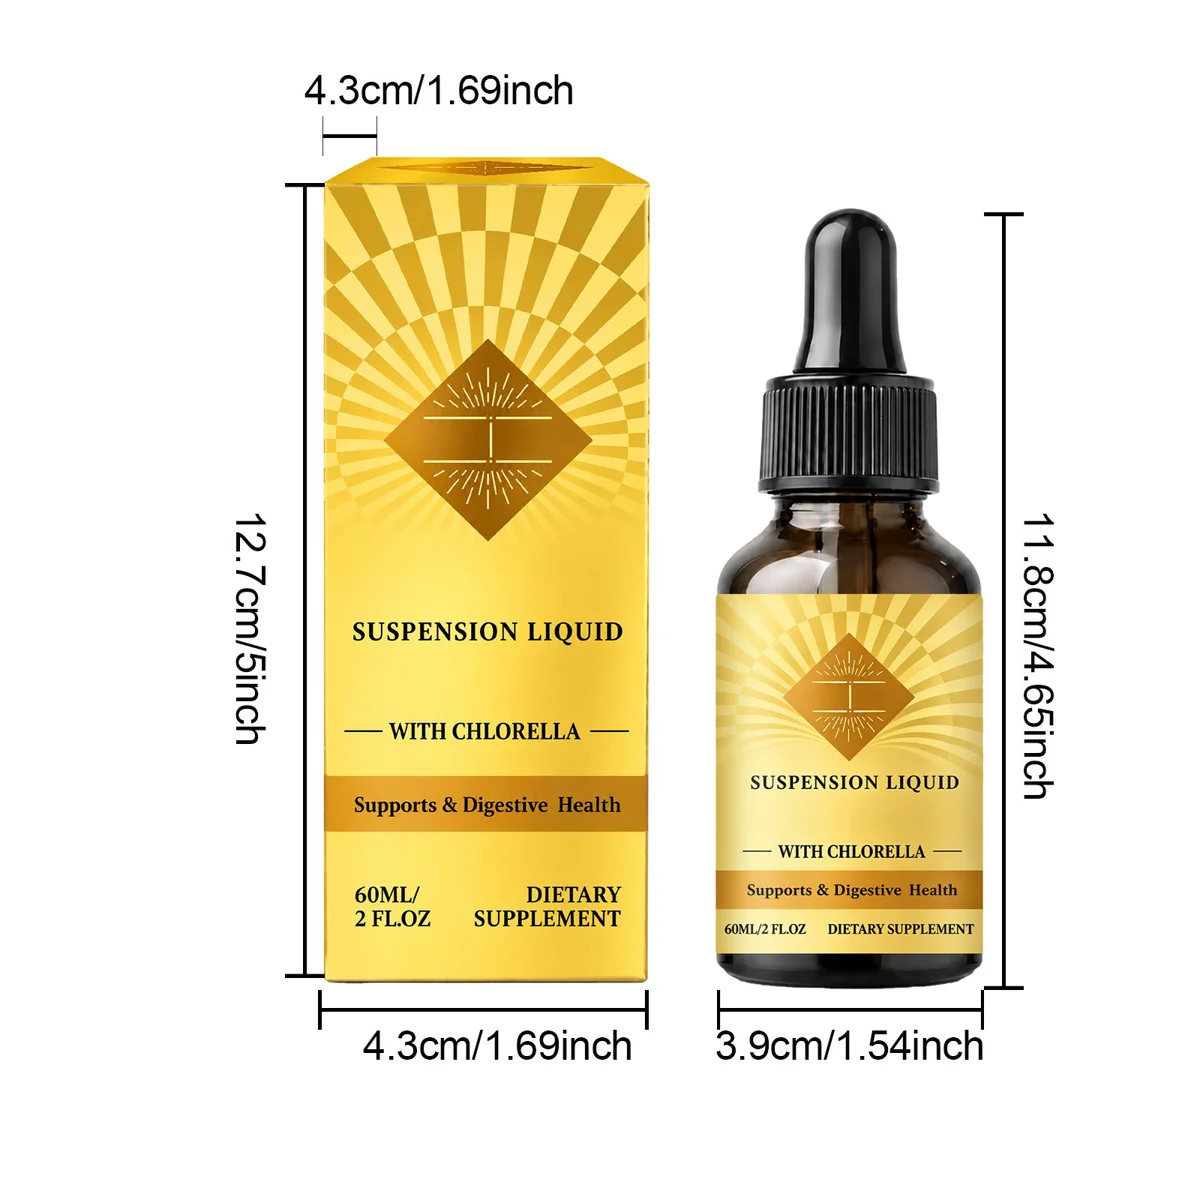 4.3cm/1.69inch
SUSPENSION LIQUID
WITH CHLORELLA
Supports & Digestive Health
60ML/
2 FL.OZ
DIETARY
SUPPLEMENT
12.7cm/5inch
4.3cm/1.69inch
SUSPENSION LIQUID
WITH CHLORELLA
Supports & Digestive Health
60ML/2 FL.OZ DIETARY SUPPLEMENT
11.8cm/4.65inch
3.9cm/1.54inch